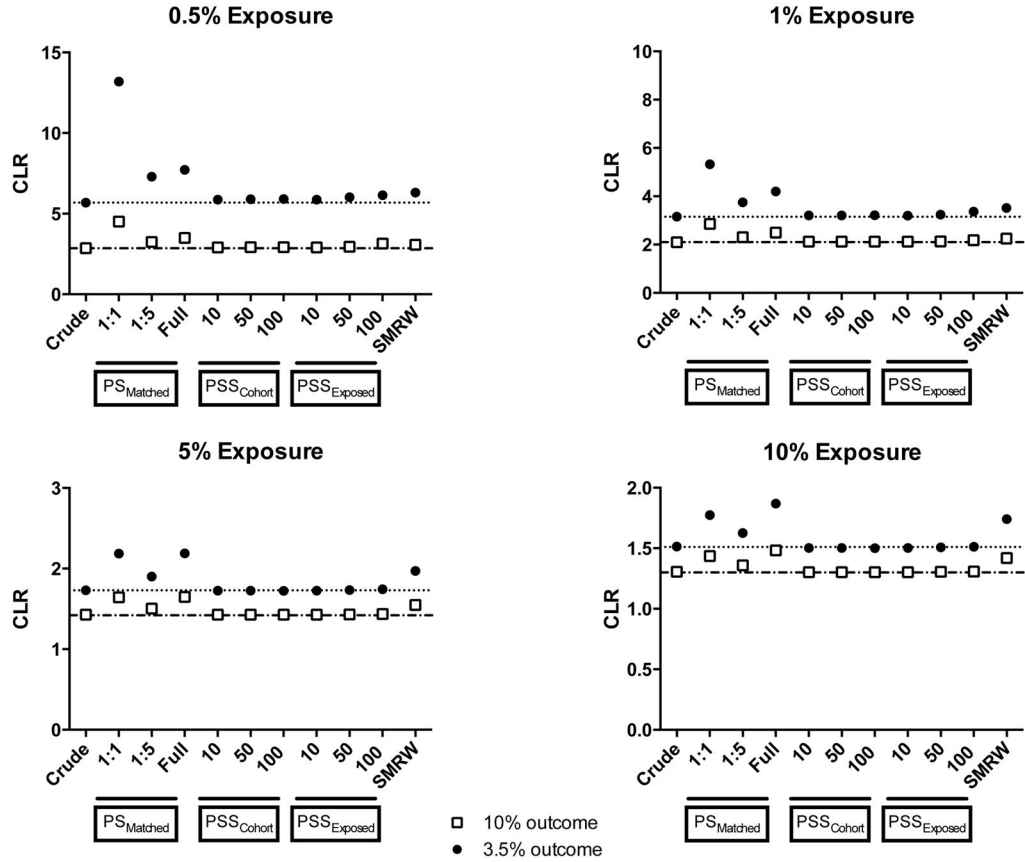 0.5% Exposure
CLR
15
10
5
0
Crude 1:1 1:5 Full 10 50 100 10 50 100 SMRW
PSMatched PSSCohort PSSExposed
1% Exposure
CLR
10
8
6
4
2
0
Crude 1:1 1:5 Full 10 50 100 10 50 100 SMRW
PSMatched PSSCohort PSSExposed
5% Exposure
CLR
3
2
1
0
Crude 1:1 1:5 Full 10 50 100 10 50 100 SMRW
PSMatched PSSCohort PSSExposed
10% Exposure
CLR
2.0
1.5
1.0
0.5
0.0
Crude 1:1 1:5 Full 10 50 100 10 50 100 SMRW
PSMatched PSSCohort PSSExposed
10% outcome
3.5% outcome